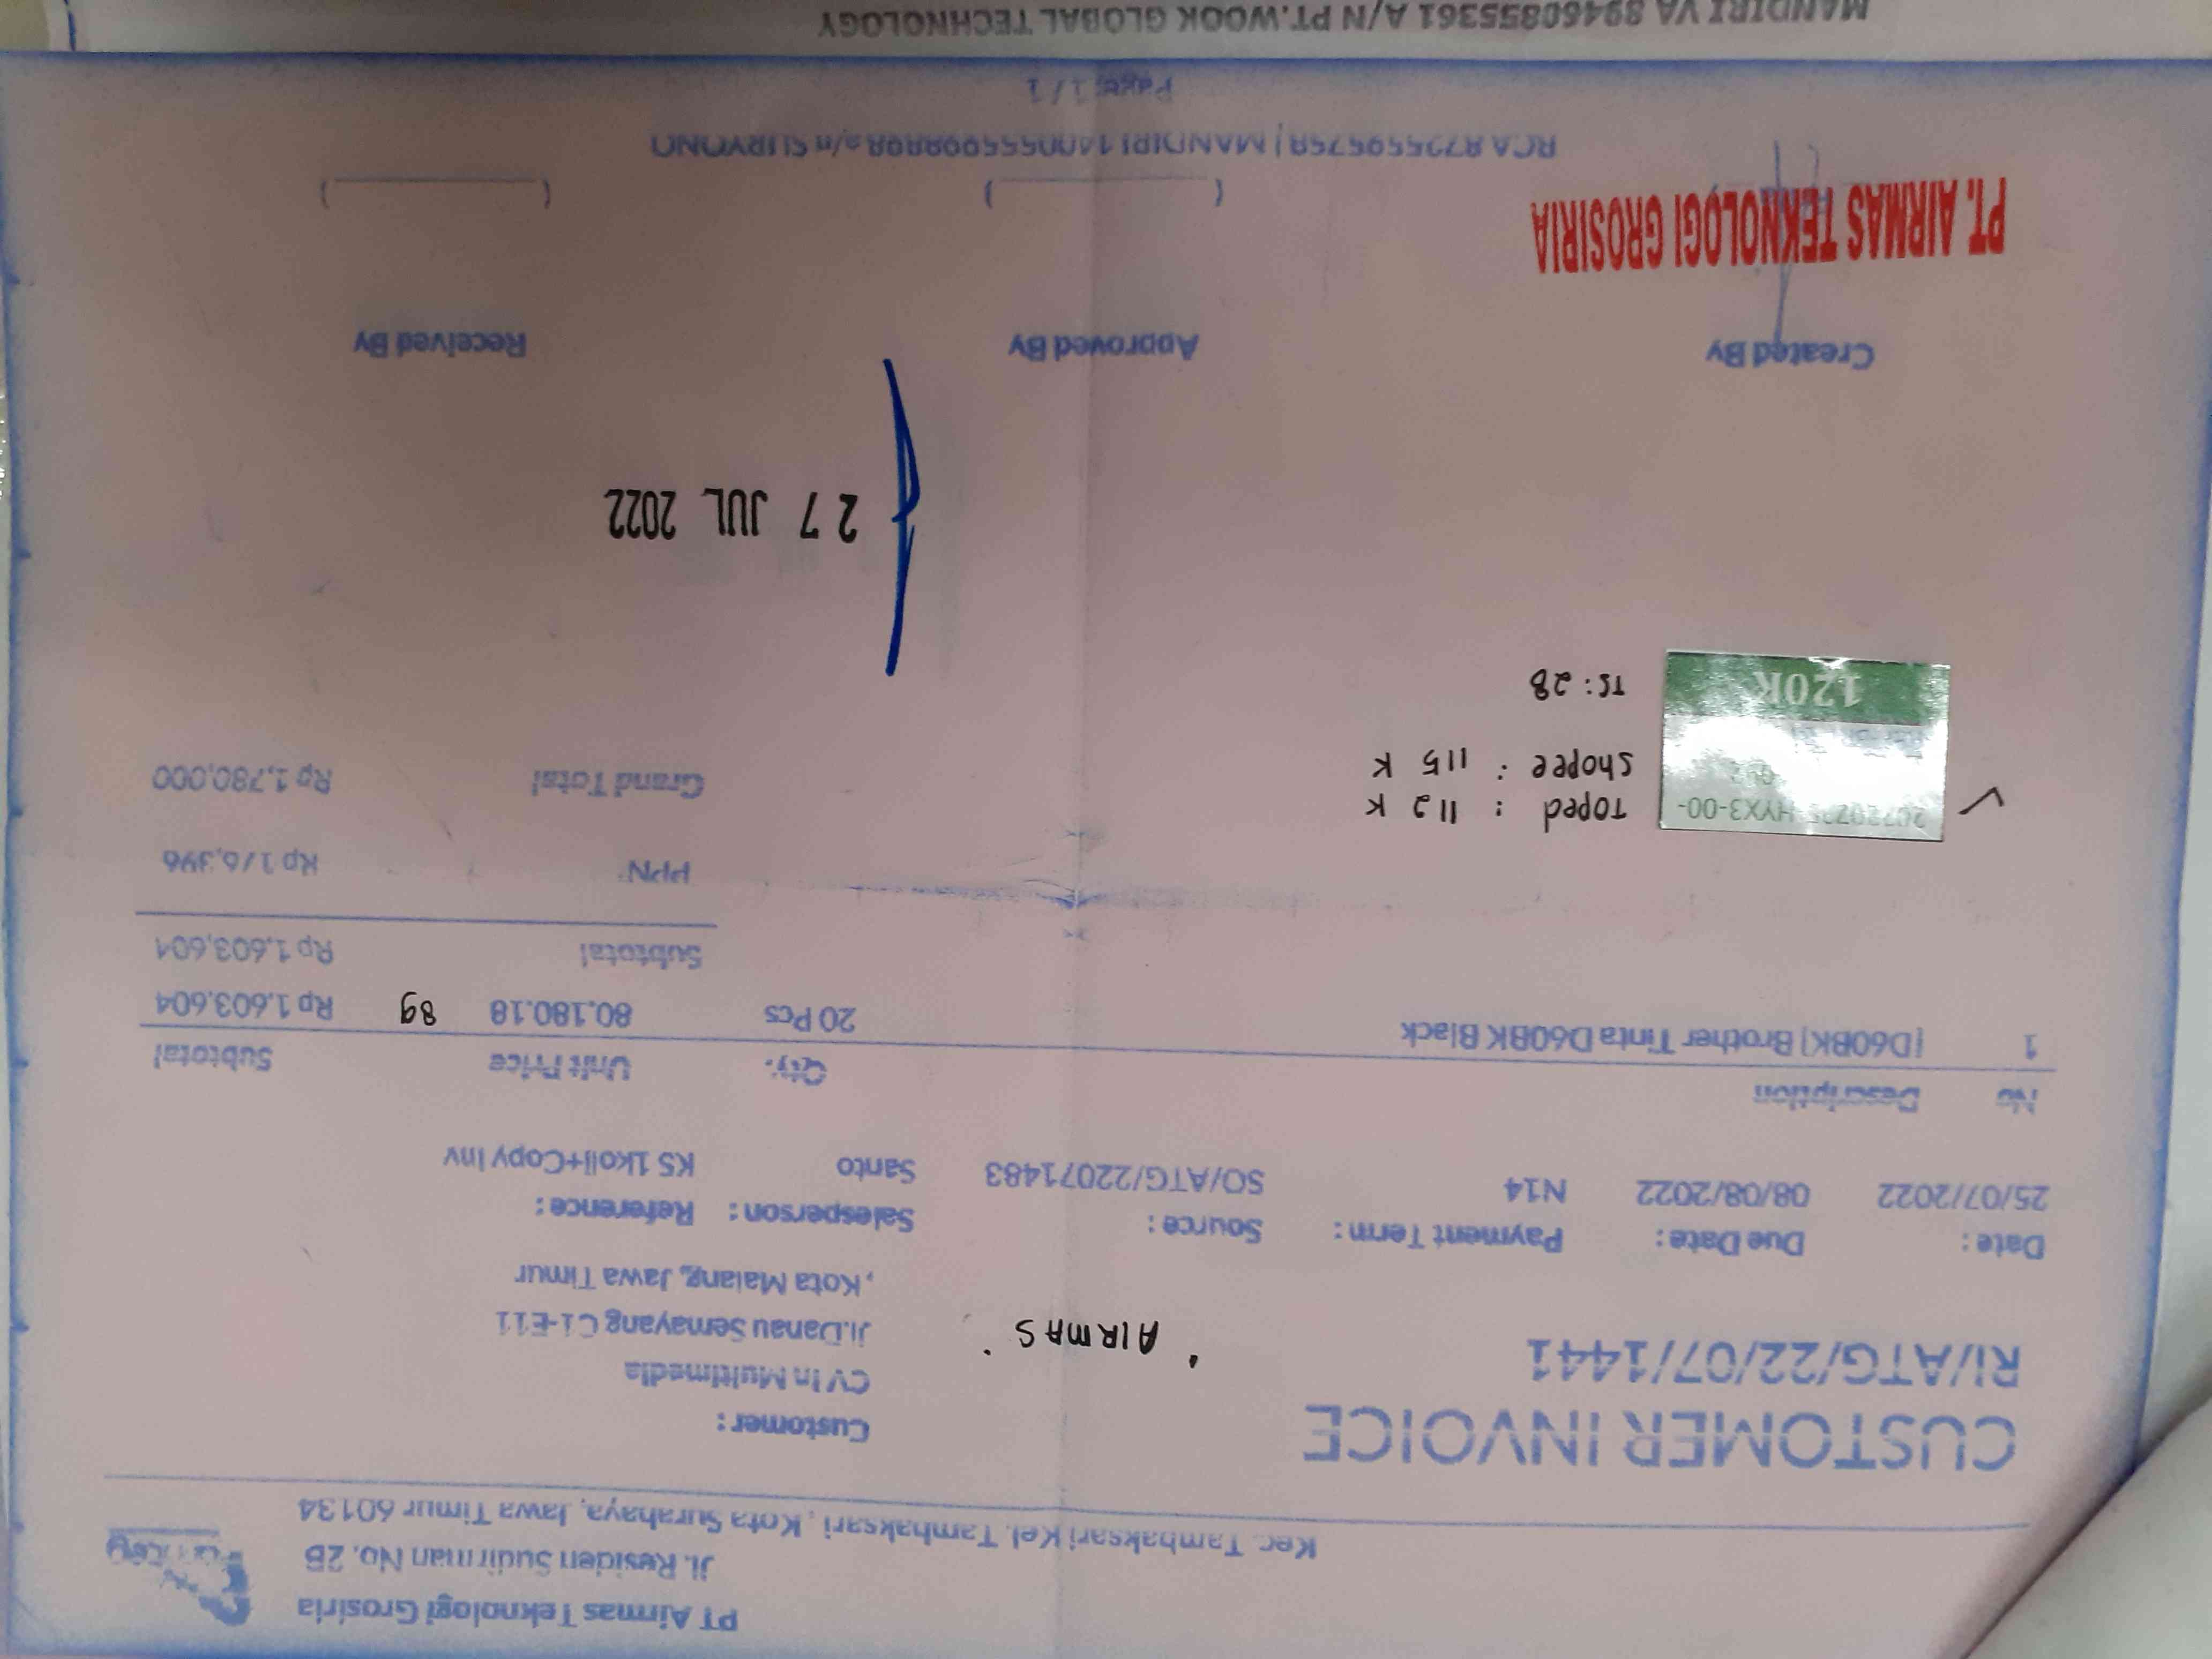 PT Airmas Teknologi Grosiria
Jl. Residen Sudirman No. 2B
Kec. Tambaksari Kel. Tambaksari, Kota Surabaya, Jawa Timur 60134
CUSTOMER INVOICE
RI/ATG/22/07/1441
' AIRMAS '
Customer:
CV In Multimedia
Jl.Danau Semayang C1-E11
, Kota Malang, Jawa Timur
Date: Due Date: Payment Term: Source: Salesperson: Reference:
25/07/2022 08/08/2022 N14 SO/ATG/22071483 Santo KS 1koli+Copy Inv
No Description Qty. Unit Price Subtotal
1 [D60BK] Brother Tinta D60BK Black 20 Pcs 80.180.18 89 Rp 1.603.604
Subtotal Rp 1,603,604
PPN Rp 176,396
Grand Total Rp 1,780,000
HYX3-00-
120K
Toped : 112 K
Shopee : 115 K
TS: 28
27 JUL 2022
Created By Approved By Received By
PT. AIRMAS TEKNOLOGI GROSIRIA
( ) ( )
MANDIRI a/n SURYONO
Page: 1 / 1
MANDIRI VA 89460855361 A/N PT.WOOK GLOBAL TECHNOLOGY